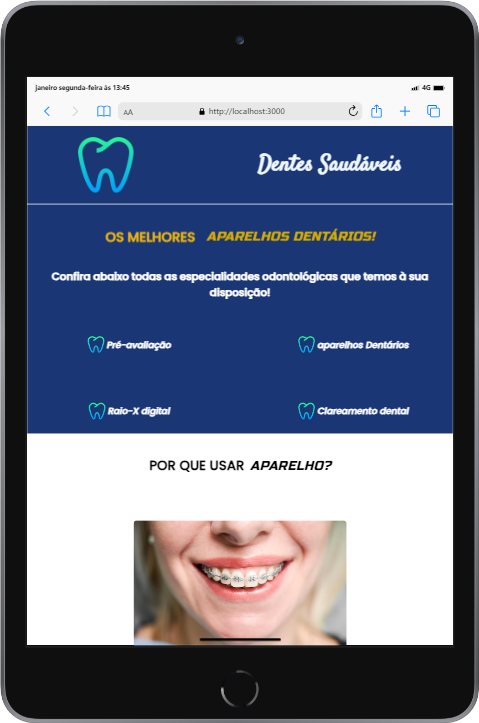 janeiro segunda-feira às 13:45
4G
AA
http://localhost:3000
Dentes Saudáveis
OS MELHORES APARELHOS DENTÁRIOS!
Confira abaixo todas as especialidades odontológicas que temos à sua
disposição!
Pré-avaliação
aparelhos Dentários
Raio-X digital
Clareamento dental
POR QUE USAR APARELHO?